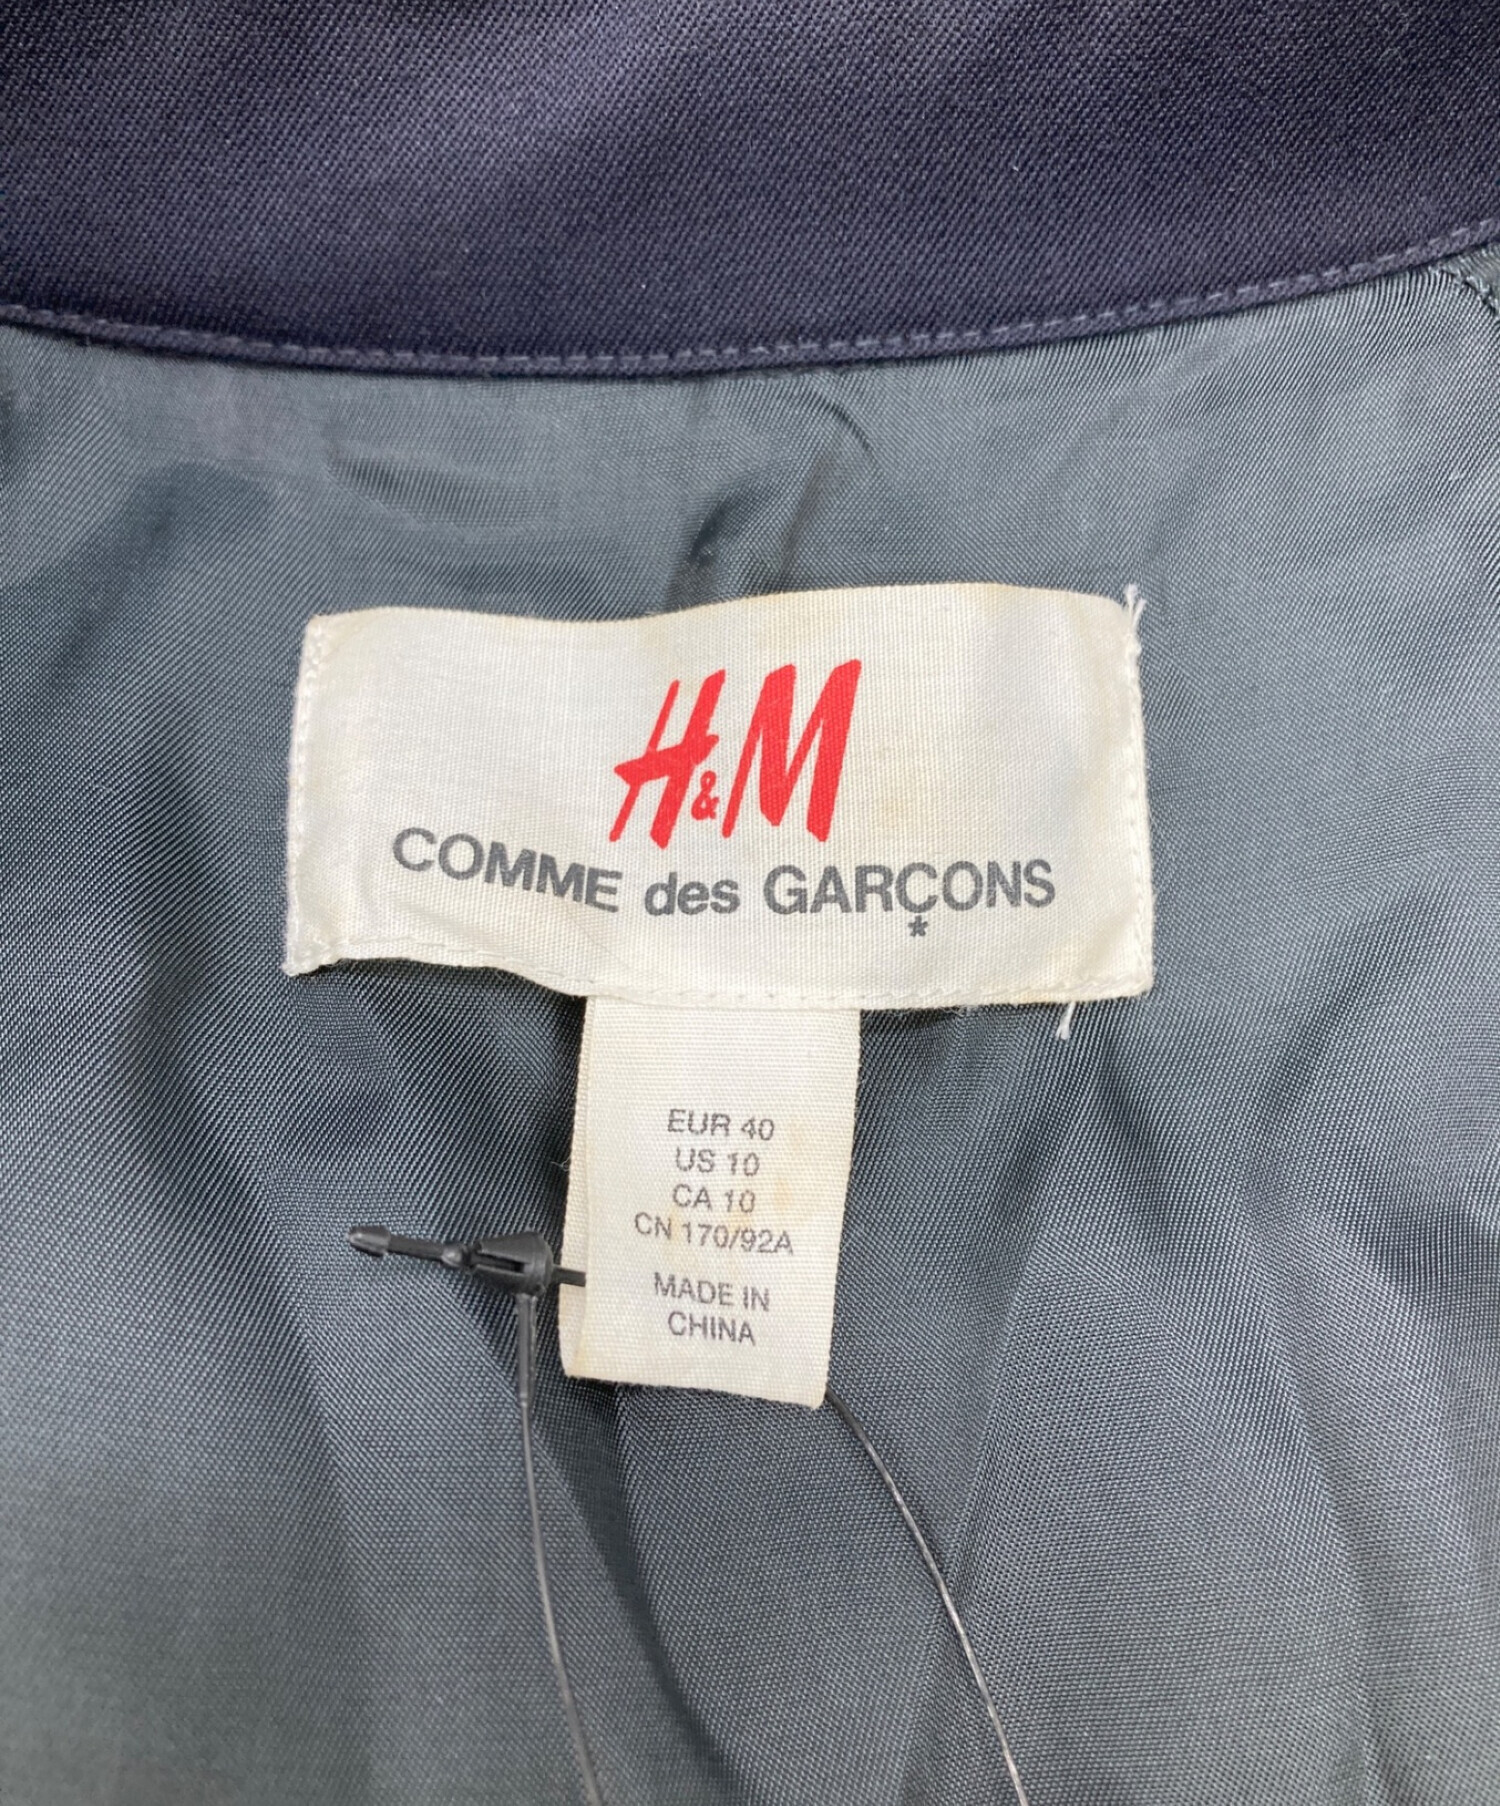 H&M
COMME des GARÇONS
*
EUR 40
US 10
CA 10
CN 170/92A
MADE IN
CHINA